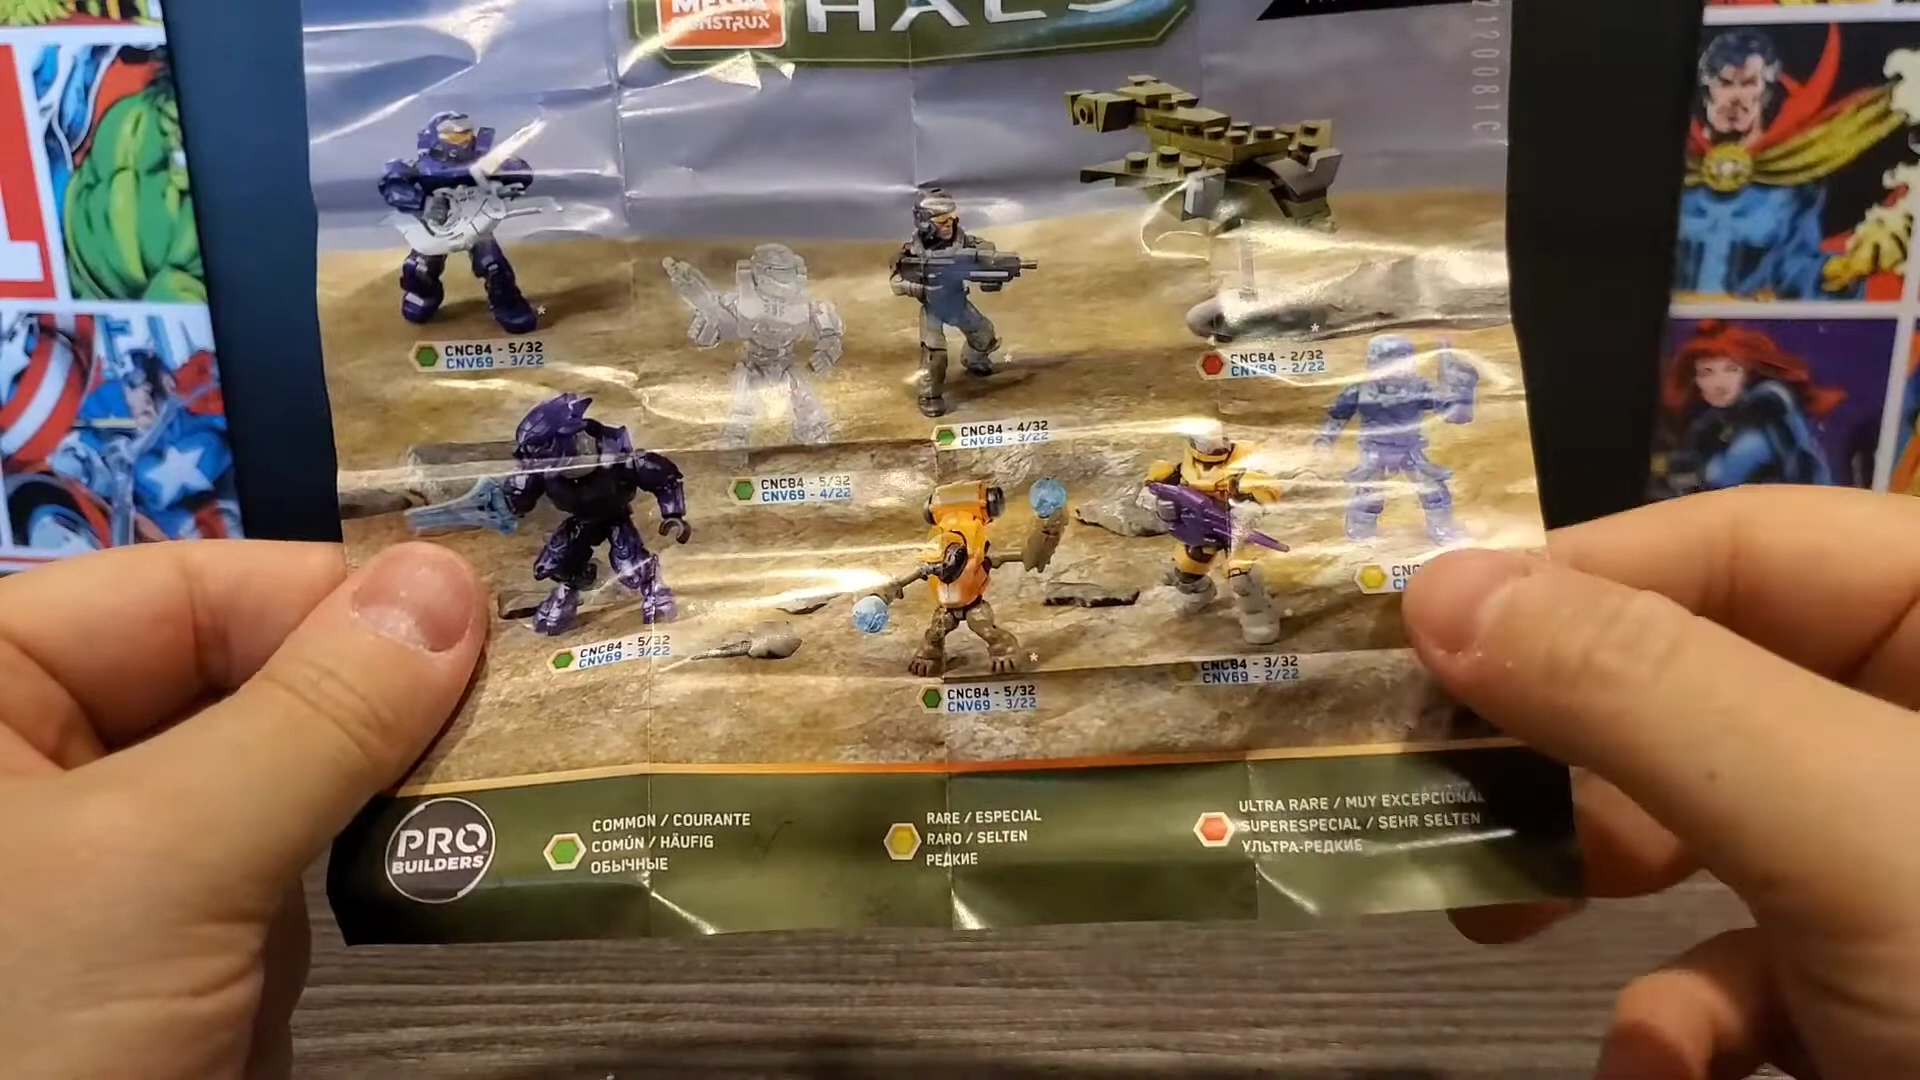 MEGA
CONSTRUX
HALO
CNC84 - 5/32
CNV69 - 3/22
CNC84 - 2/32
CNV69 - 2/22
CNC84 - 4/32
CNV69 - 3/22
CNC84 - 5/32
CNV69 - 4/22
CNC84 - 5/32
CNV69 - 3/22
CNC84 - 3/32
CNV69 - 2/22
CNC84 - 5/32
CNV69 - 3/22
PRO
BUILDERS
COMMON / COURANTE
COMÚN / HÄUFIG
ОБЫЧНЫЕ
RARE / ESPECIAL
RARO / SELTEN
РЕДКИЕ
ULTRA RARE / MUY EXCEPCIONAL
SUPERESPECIAL / SEHR SELTEN
УЛЬТРА-РЕДКИЕ